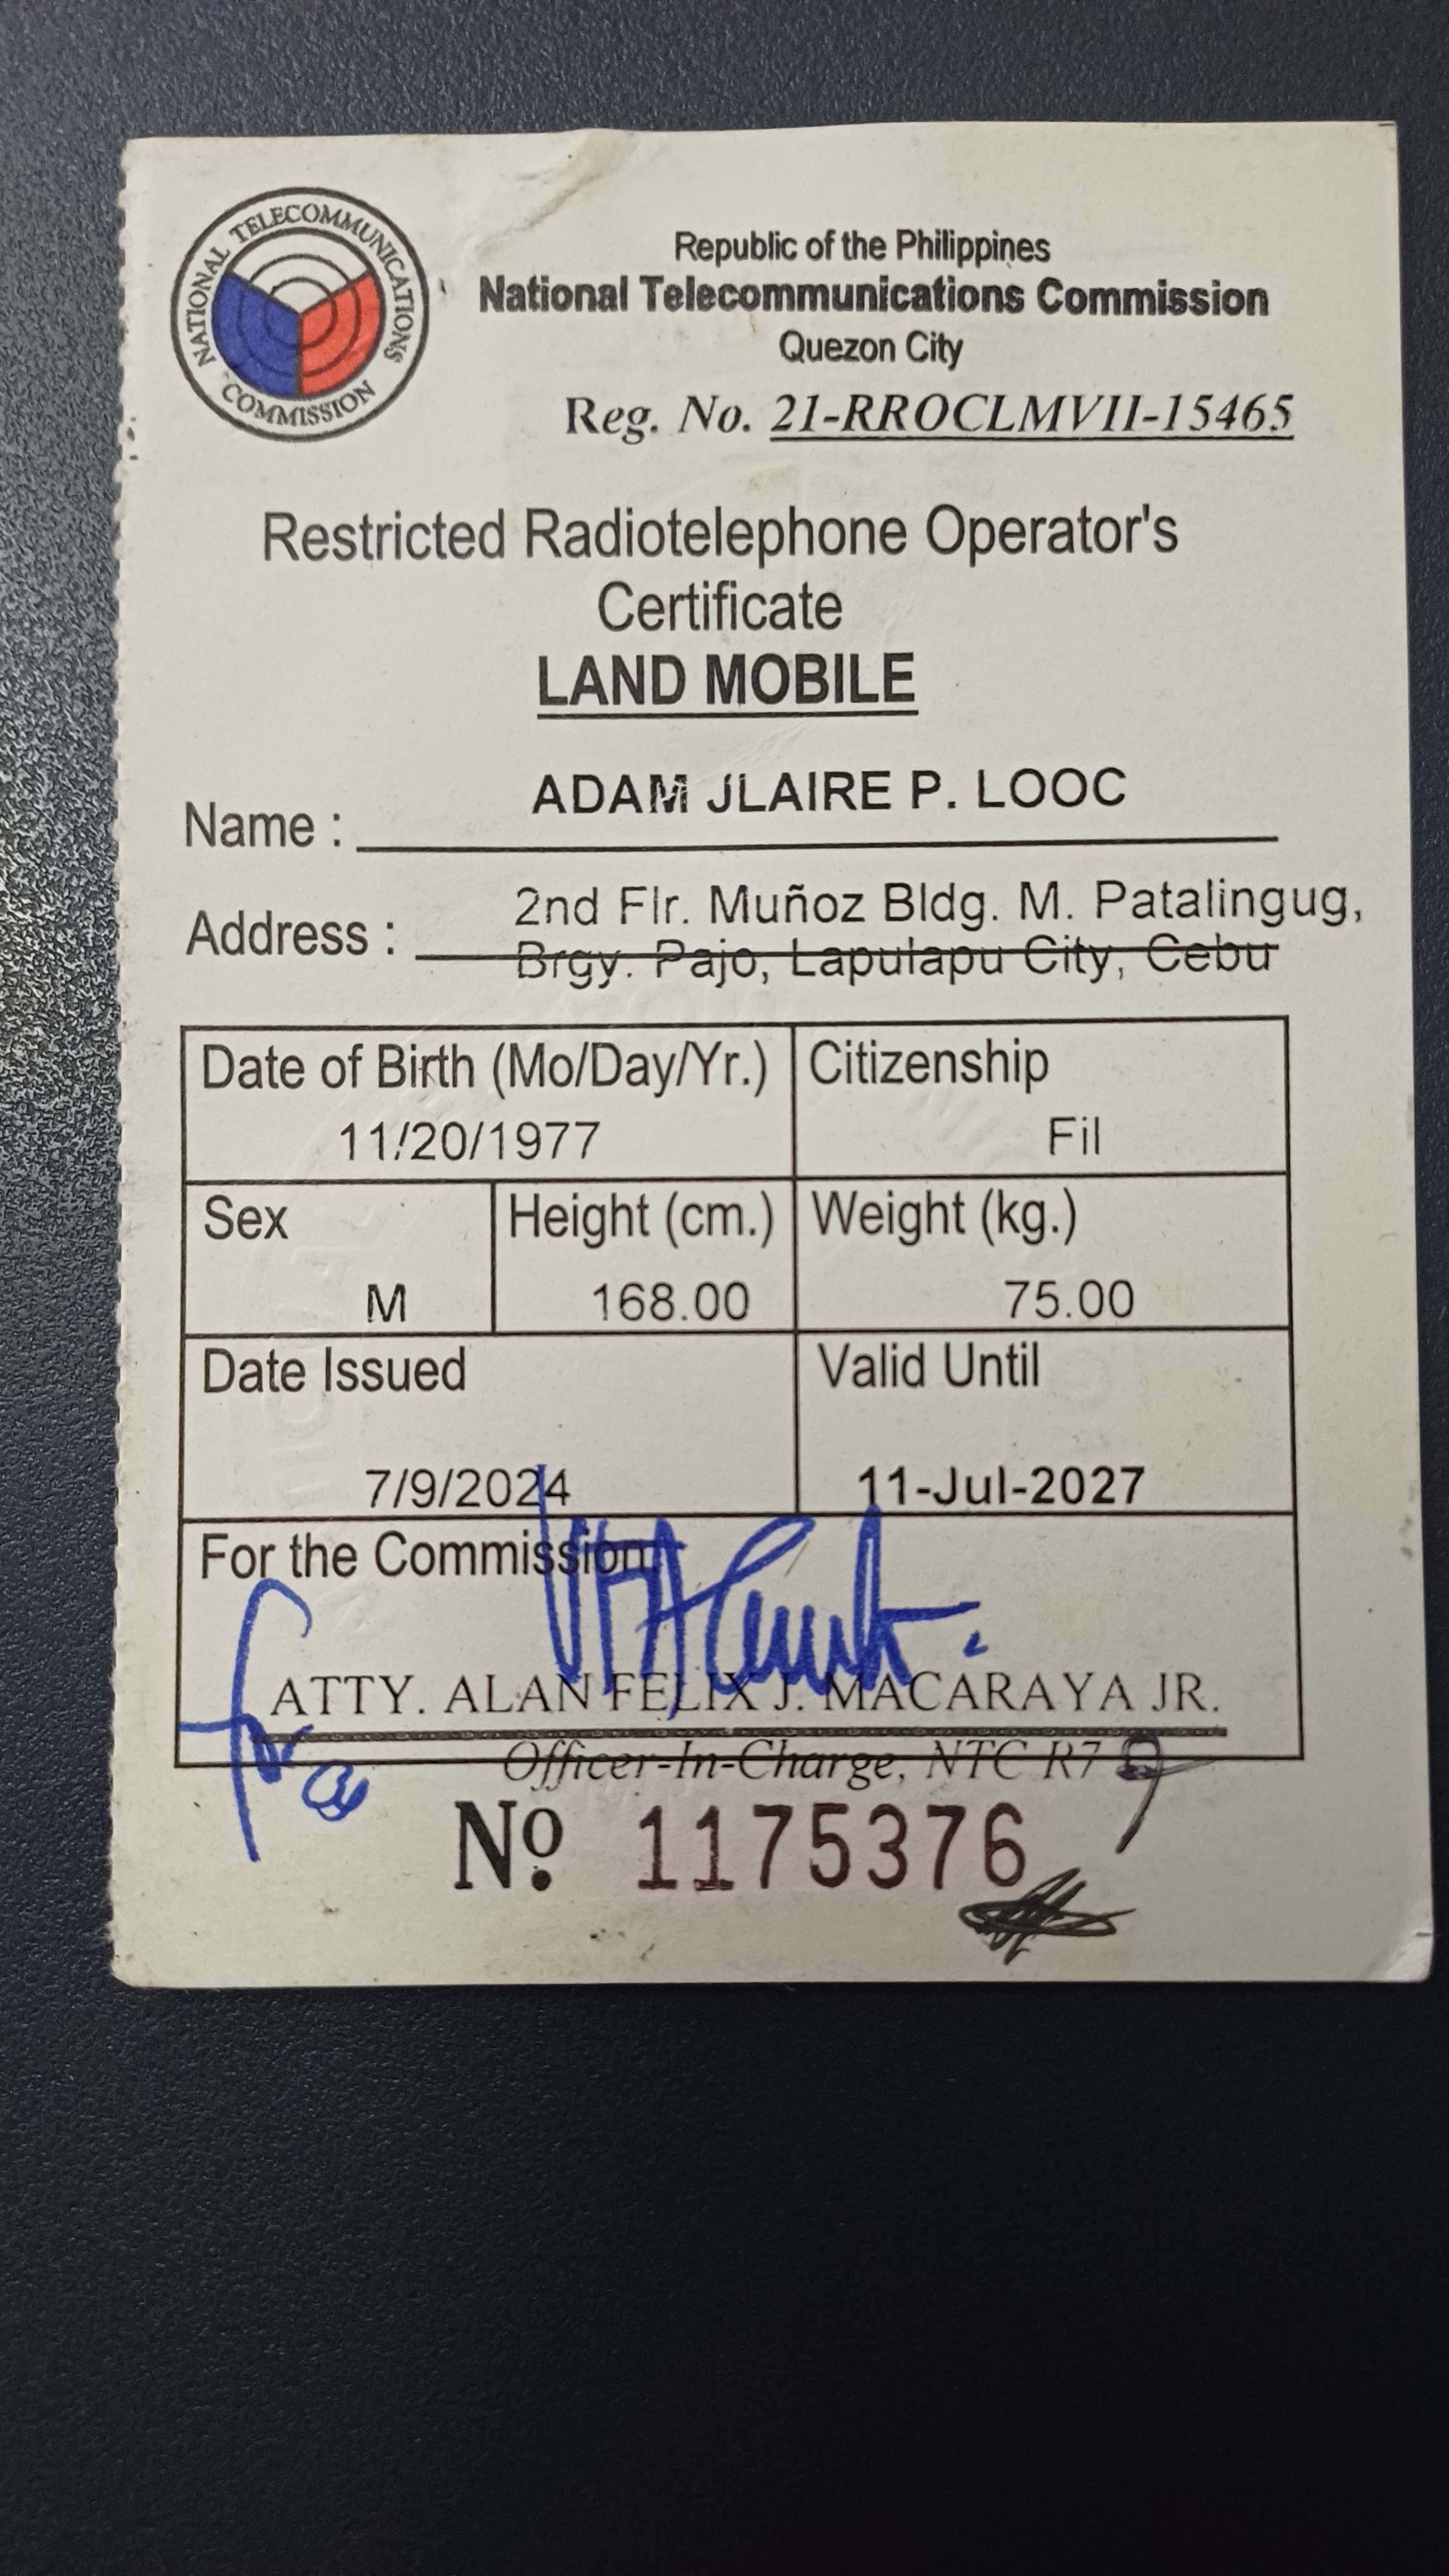 NATIONAL TELECOMMUNICATIONS COMMISSION
Republic of the Philippines
National Telecommunications Commission
Quezon City
Reg. No. 21-RROCLMVII-15465
Restricted Radiotelephone Operator's
Certificate
LAND MOBILE
Name : ADAM JLAIRE P. LOOC
Address : 2nd Flr. Muñoz Bldg. M. Patalingug,
Brgy. Pajo, Lapulapu City, Cebu
Date of Birth (Mo/Day/Yr.) Citizenship
11/20/1977 Fil
Sex Height (cm.) Weight (kg.)
M 168.00 75.00
Date Issued Valid Until
7/9/2024 11-Jul-2027
For the Commission:
for
ATTY. ALAN FELIX J. MACARAYA JR.
Officer-In-Charge, NTC R7
Nº. 1175376